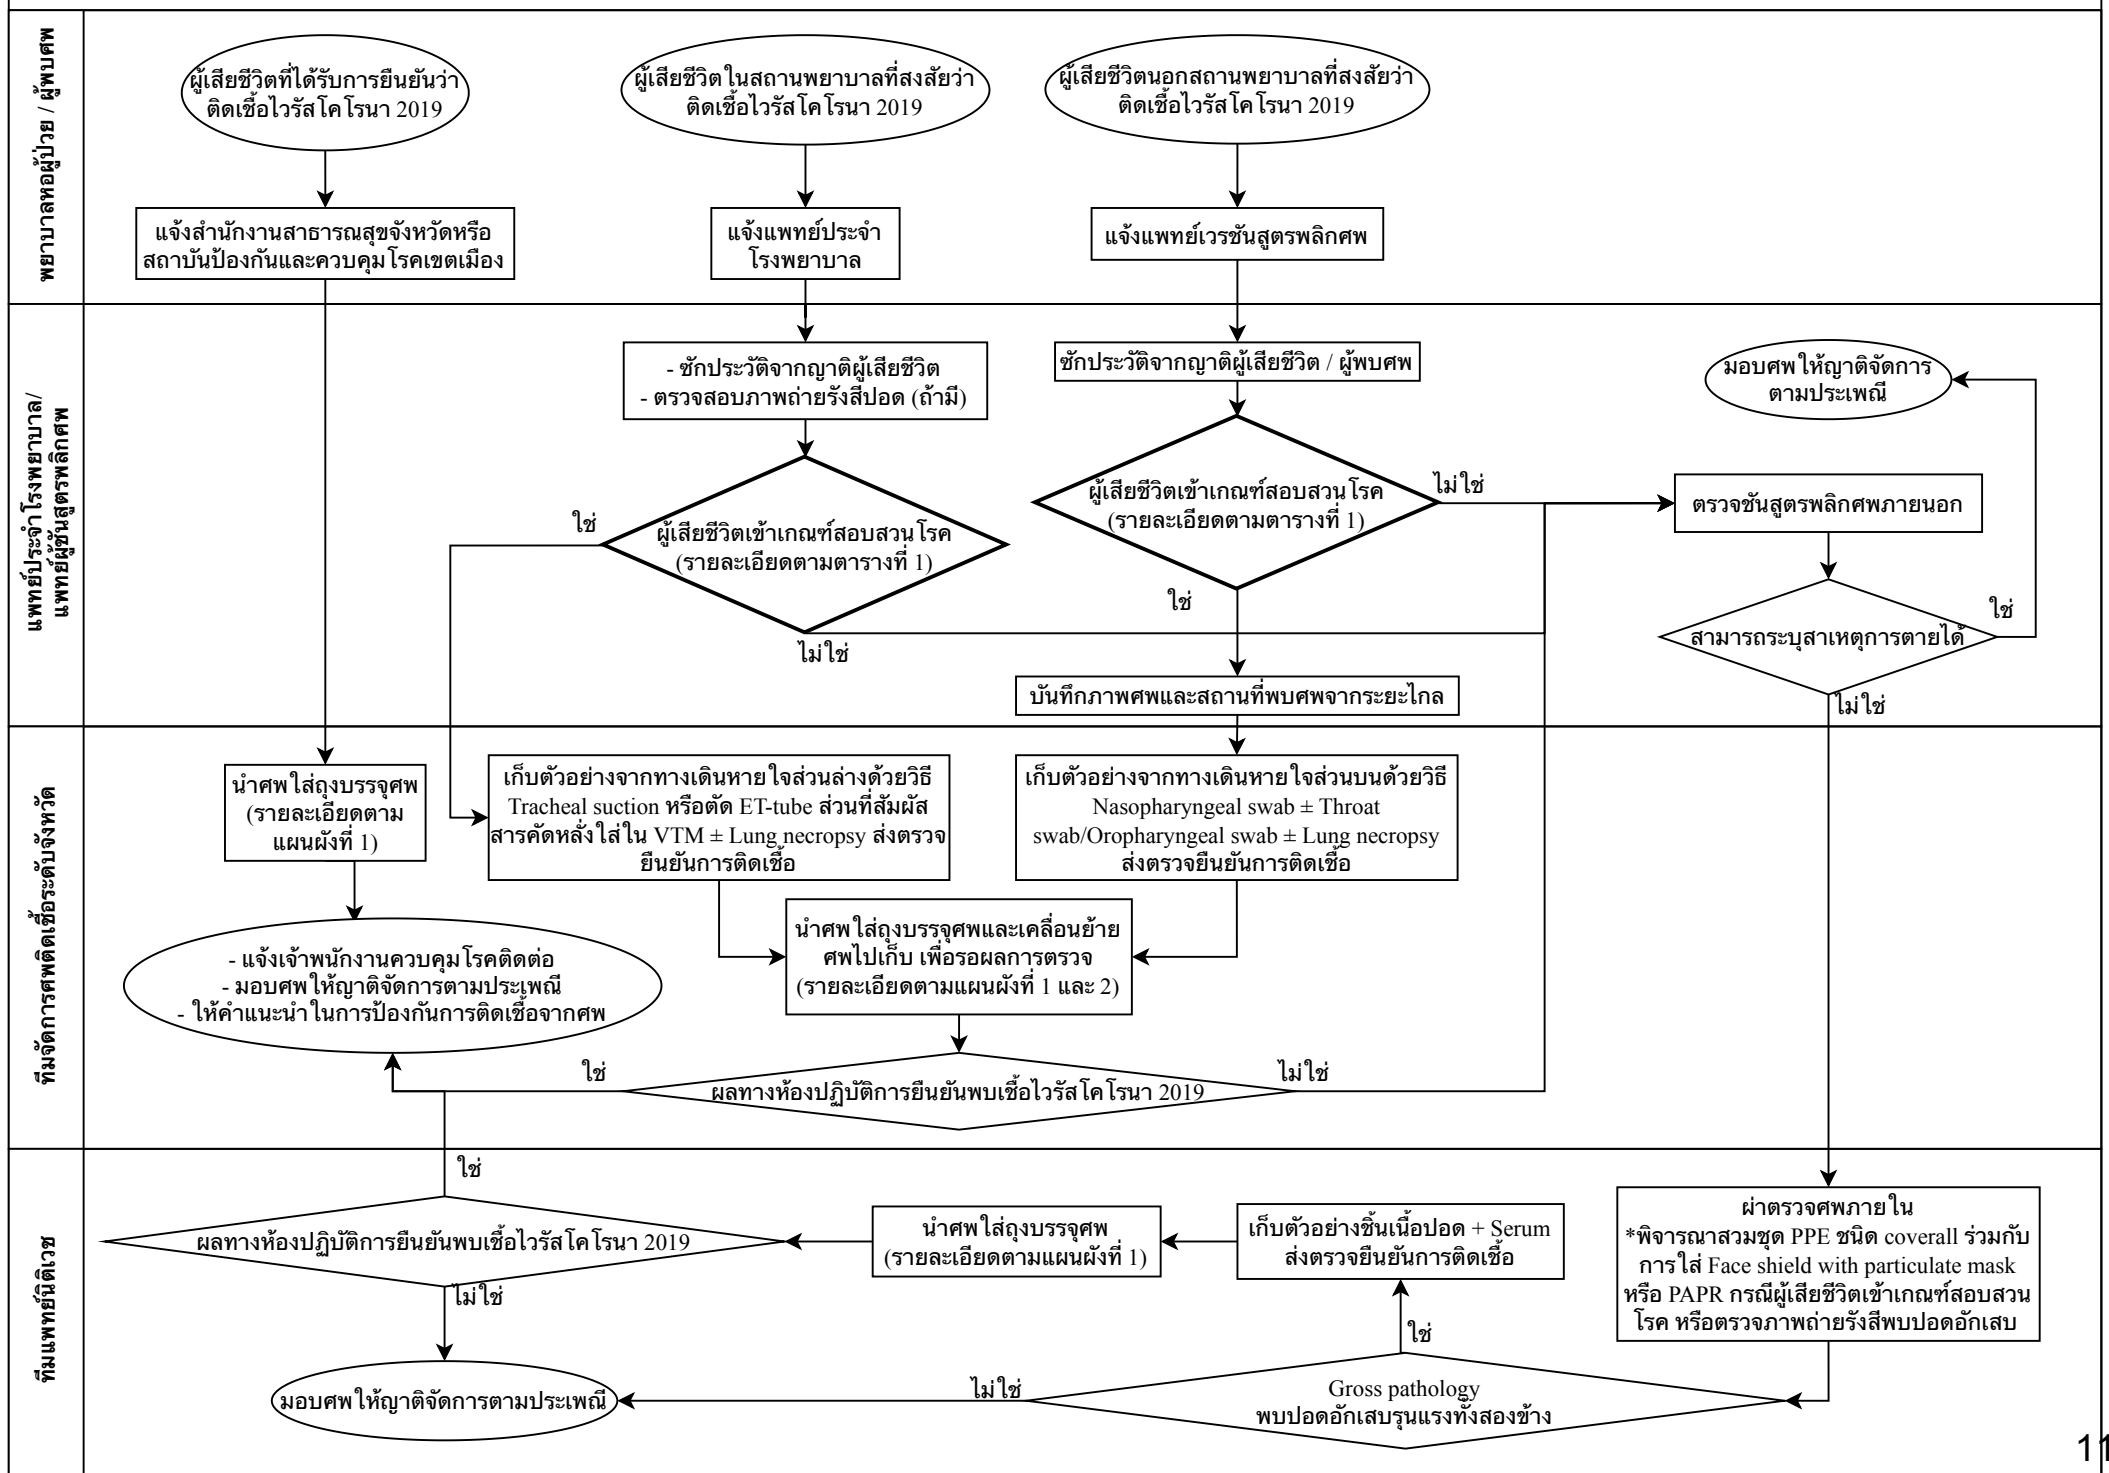 พยาบาลหอผู้ป่วย / ผู้พบศพ
ผู้เสียชีวิตที่ได้รับการยืนยันว่า
ติดเชื้อไวรัสโคโรนา 2019
ผู้เสียชีวิตในสถานพยาบาลที่สงสัยว่า
ติดเชื้อไวรัสโคโรนา 2019
ผู้เสียชีวิตนอกสถานพยาบาลที่สงสัยว่า
ติดเชื้อไวรัสโคโรนา 2019
แจ้งสำนักงานสาธารณสุขจังหวัดหรือ
สถาบันป้องกันและควบคุมโรคเขตเมือง
แจ้งแพทย์ประจำ
โรงพยาบาล
แจ้งแพทย์เวรชันสูตรพลิกศพ
แพทย์ประจำโรงพยาบาล/
แพทย์ผู้ชันสูตรพลิกศพ
- ซักประวัติจากญาติผู้เสียชีวิต
- ตรวจสอบภาพถ่ายรังสีปอด (ถ้ามี)
ซักประวัติจากญาติผู้เสียชีวิต / ผู้พบศพ
มอบศพให้ญาติจัดการ
ตามประเพณี
ใช่
ผู้เสียชีวิตเข้าเกณฑ์สอบสวนโรค
(รายละเอียดตามตารางที่ 1)
ไม่ใช่
ผู้เสียชีวิตเข้าเกณฑ์สอบสวนโรค
(รายละเอียดตามตารางที่ 1)
ไม่ใช่
ใช่
ตรวจชันสูตรพลิกศพภายนอก
สามารถระบุสาเหตุการตายได้
ใช่
ไม่ใช่
บันทึกภาพศพและสถานที่พบศพจากระยะไกล
ทีมจัดการศพติดเชื้อระดับจังหวัด
นำศพใส่ถุงบรรจุศพ
(รายละเอียดตาม
แผนผังที่ 1)
เก็บตัวอย่างจากทางเดินหายใจส่วนล่างด้วยวิธี
Tracheal suction หรือตัด ET-tube ส่วนที่สัมผัส
สารคัดหลั่งใส่ใน VTM ± Lung necropsy ส่งตรวจ
ยืนยันการติดเชื้อ
เก็บตัวอย่างจากทางเดินหายใจส่วนบนด้วยวิธี
Nasopharyngeal swab ± Throat
swab/Oropharyngeal swab ± Lung necropsy
ส่งตรวจยืนยันการติดเชื้อ
นำศพใส่ถุงบรรจุศพและเคลื่อนย้าย
ศพไปเก็บ เพื่อรอผลการตรวจ
(รายละเอียดตามแผนผังที่ 1 และ 2)
- แจ้งเจ้าพนักงานควบคุมโรคติดต่อ
- มอบศพให้ญาติจัดการตามประเพณี
- ให้คำแนะนำในการป้องกันการติดเชื้อจากศพ
ใช่
ผลทางห้องปฏิบัติการยืนยันพบเชื้อไวรัสโคโรนา 2019
ไม่ใช่
ทีมแพทย์นิติเวช
ใช่
ผลทางห้องปฏิบัติการยืนยันพบเชื้อไวรัสโคโรนา 2019
ไม่ใช่
นำศพใส่ถุงบรรจุศพ
(รายละเอียดตามแผนผังที่ 1)
เก็บตัวอย่างชิ้นเนื้อปอด + Serum
ส่งตรวจยืนยันการติดเชื้อ
ผ่าตรวจศพภายใน
*พิจารณาสวมชุด PPE ชนิด coverall ร่วมกับ
การใส่ Face shield with particulate mask
หรือ PAPR กรณีผู้เสียชีวิตเข้าเกณฑ์สอบสวน
โรค หรือตรวจภาพถ่ายรังสีพบปอดอักเสบ
ใช่
มอบศพให้ญาติจัดการตามประเพณี
ไม่ใช่
Gross pathology
พบปอดอักเสบรุนแรงทั้งสองข้าง
11